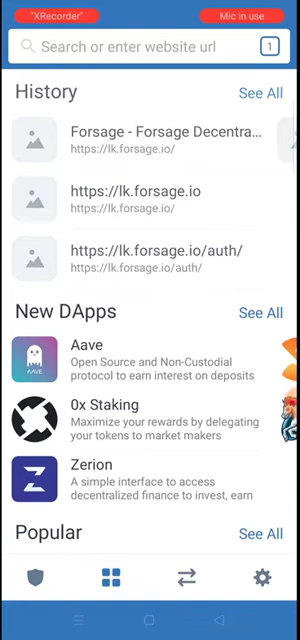 "XRecorder"
Mic in use
Search or enter website url
1
History
See All
Forsage - Forsage Decentra...
https://lk.forsage.io/
https://lk.forsage.io
https://lk.forsage.io/
https://lk.forsage.io/auth/
https://lk.forsage.io/auth/
New DApps
See All
AAVE
Aave
Open Source and Non-Custodial
protocol to earn interest on deposits
0x Staking
Maximize your rewards by delegating
your tokens to market makers
Zerion
A simple interface to access
decentralized finance to invest, earn
Popular
See All